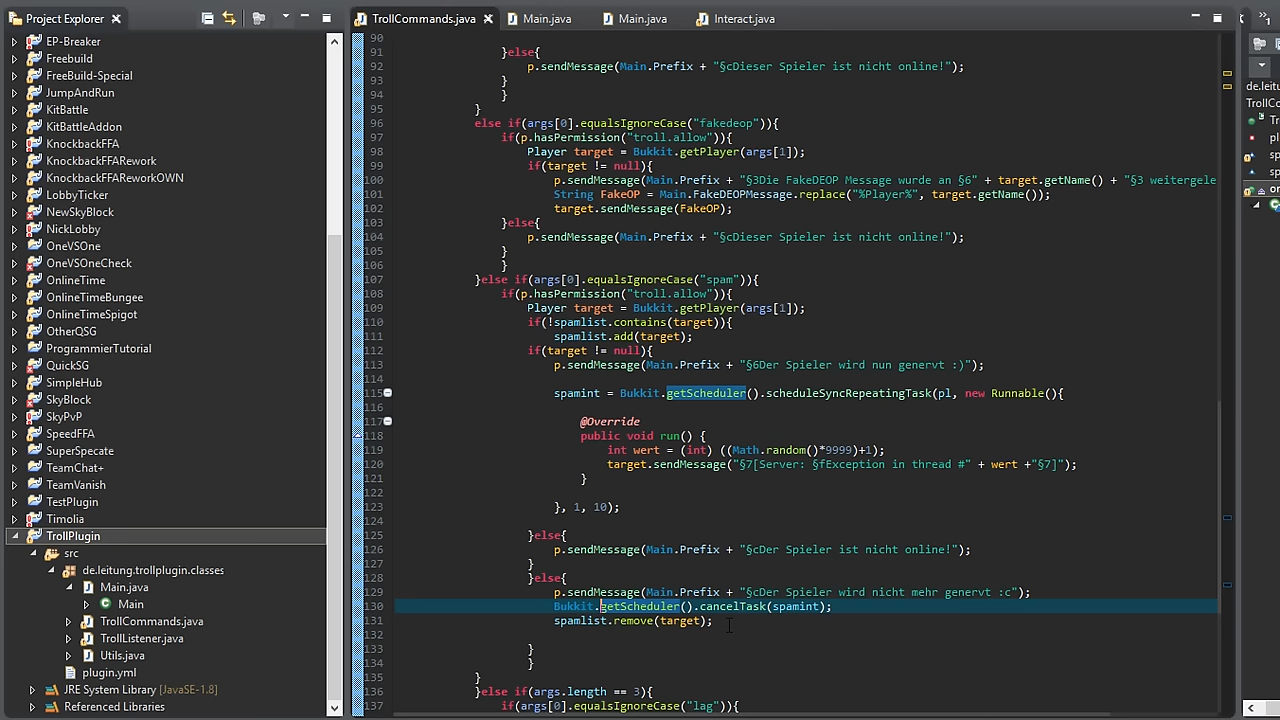 Project Explorer
EP-Breaker
Freebuild
FreeBuild-Special
JumpAndRun
KitBattle
KitBattleAddon
KnockbackFFA
KnockbackFFARework
KnockbackFFAReworkOWN
LobbyTicker
NewSkyBlock
NickLobby
OneVSOne
OneVSOneCheck
OnlineTime
OnlineTimeBungee
OnlineTimeSpigot
OtherQSG
ProgrammierTutorial
QuickSG
SimpleHub
SkyBlock
SkyPvP
SpeedFFA
SuperSpecate
TeamChat+
TeamVanish
TestPlugin
Timolia
TrollPlugin
src
de.leitung.trollplugin.classes
Main.java
Main
TrollCommands.java
TrollListener.java
Utils.java
plugin.yml
JRE System Library [JavaSE-1.8]
Referenced Libraries
TrollCommands.java Main.java Main.java Interact.java
90
91 }else{
92 p.sendMessage(Main.Prefix + "§cDieser Spieler ist nicht online!");
93 }
94 }
95 }
96 else if(args[0].equalsIgnoreCase("fakedeop")){
97 if(p.hasPermission("troll.allow")){
98 Player target = Bukkit.getPlayer(args[1]);
99 if(target != null){
100 p.sendMessage(Main.Prefix + "§3Die FakeDEOP Message wurde an §6" + target.getName() + "§3 weitergele
101 String FakeOP = Main.FakeDEOPMessage.replace("%Player%", target.getName());
102 target.sendMessage(FakeOP);
103 }else{
104 p.sendMessage(Main.Prefix + "§cDieser Spieler ist nicht online!");
105 }
106 }
107 }else if(args[0].equalsIgnoreCase("spam")){
108 if(p.hasPermission("troll.allow")){
109 Player target = Bukkit.getPlayer(args[1]);
110 if(!spamlist.contains(target)){
111 spamlist.add(target);
112 if(target != null){
113 p.sendMessage(Main.Prefix + "§6Der Spieler wird nun genervt :)");
114
115 spamint = Bukkit.getScheduler().scheduleSyncRepeatingTask(pl, new Runnable(){
116
117 @Override
118 public void run() {
119 int wert = (int) ((Math.random()*9999)+1);
120 target.sendMessage("§7[Server: §fException in thread #" + wert +"§7]");
121 }
122
123 }, 1, 10);
124
125 }else{
126 p.sendMessage(Main.Prefix + "§cDer Spieler ist nicht online!");
127 }
128 }else{
129 p.sendMessage(Main.Prefix + "§cDer Spieler wird nicht mehr genervt :c");
130 Bukkit.getScheduler().cancelTask(spamint);
131 spamlist.remove(target);
132
133 }
134 }
135 }
136 }else if(args.length == 3){
137 if(args[0].equalsIgnoreCase("lag")){
de.leitung
TrollCo